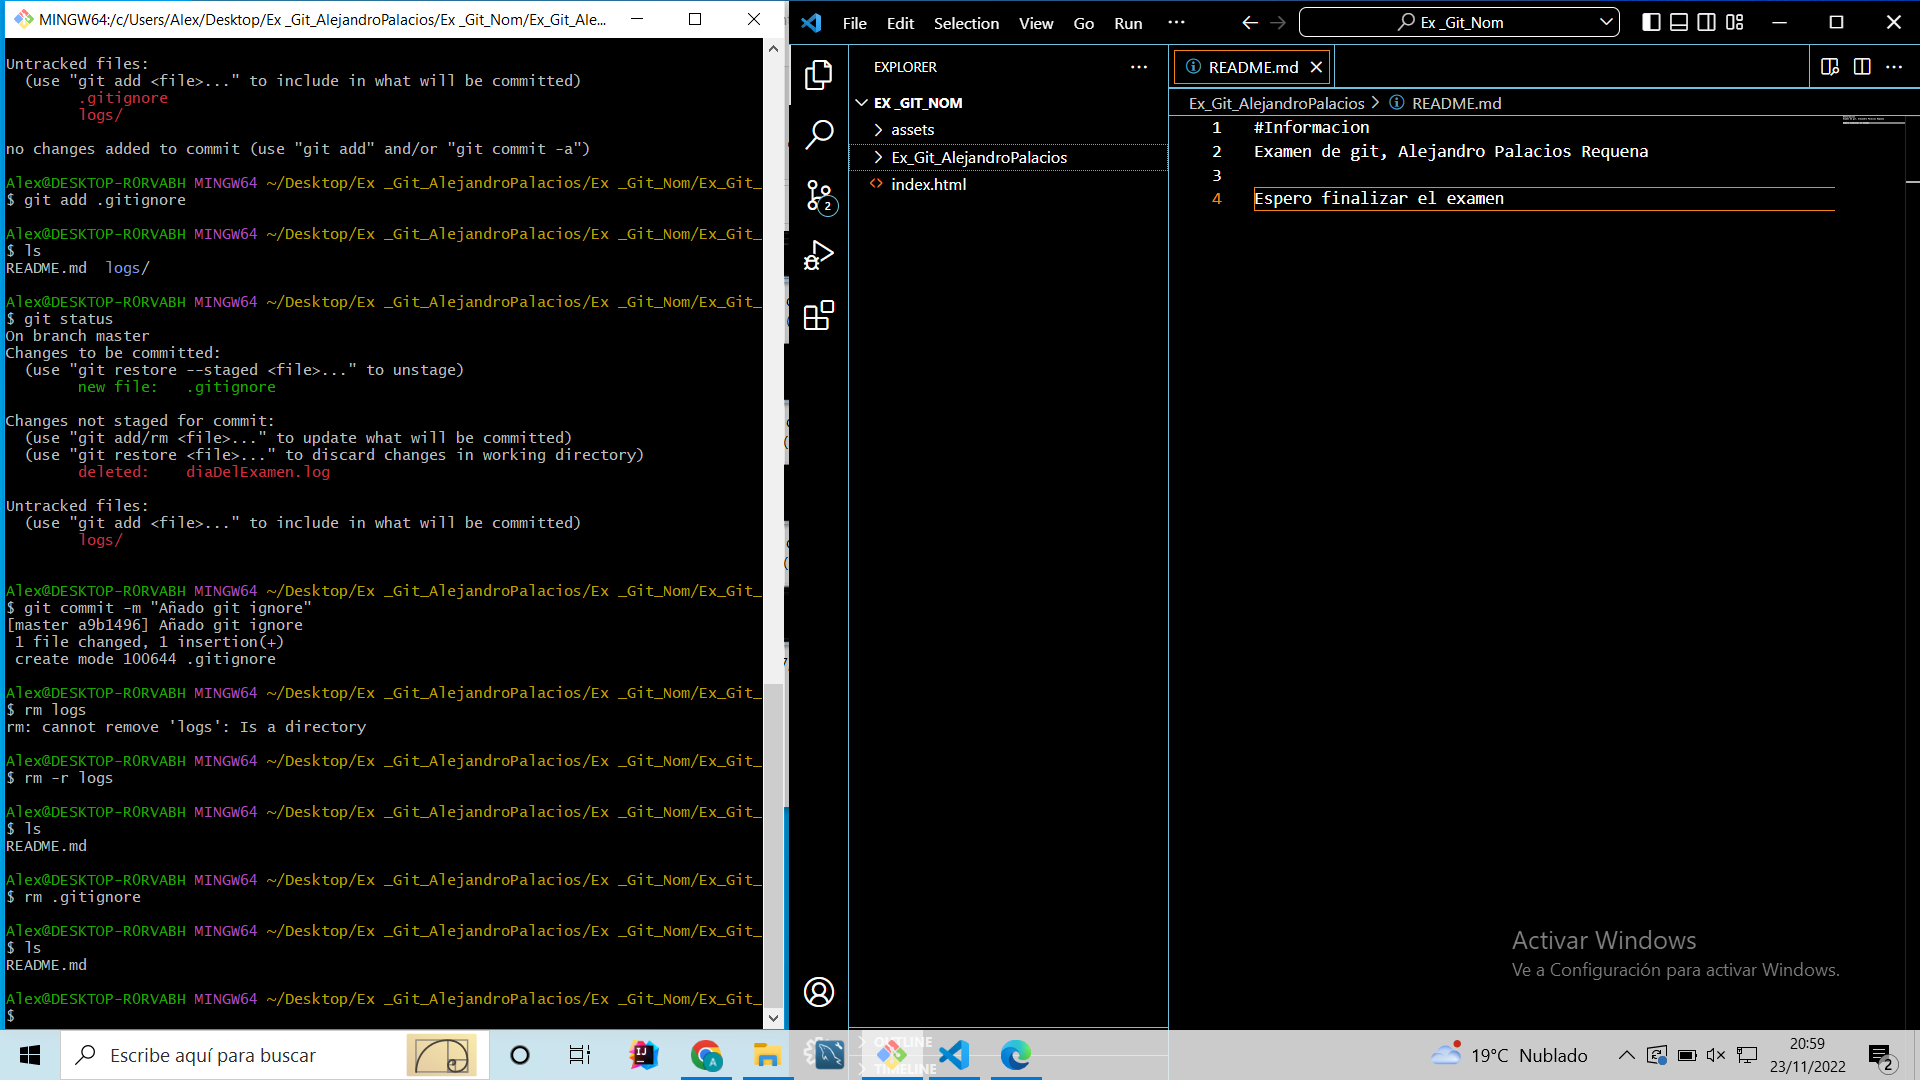 MINGW64:/c/Users/Alex/Desktop/Ex _Git_AlejandroPalacios/Ex _Git_Nom/Ex_Git_Ale...
Untracked files:
  (use "git add <file>..." to include in what will be committed)
        .gitignore
        logs/
no changes added to commit (use "git add" and/or "git commit -a")
Alex@DESKTOP-RORVABH MINGW64 ~/Desktop/Ex _Git_AlejandroPalacios/Ex _Git_Nom/Ex_Git_
$ git add .gitignore
Alex@DESKTOP-RORVABH MINGW64 ~/Desktop/Ex _Git_AlejandroPalacios/Ex _Git_Nom/Ex_Git_
$ ls
README.md  logs/
Alex@DESKTOP-RORVABH MINGW64 ~/Desktop/Ex _Git_AlejandroPalacios/Ex _Git_Nom/Ex_Git_
$ git status
On branch master
Changes to be committed:
  (use "git restore --staged <file>..." to unstage)
        new file:   .gitignore
Changes not staged for commit:
  (use "git add/rm <file>..." to update what will be committed)
  (use "git restore <file>..." to discard changes in working directory)
        deleted:    diaDelExamen.log
Untracked files:
  (use "git add <file>..." to include in what will be committed)
        logs/
Alex@DESKTOP-RORVABH MINGW64 ~/Desktop/Ex _Git_AlejandroPalacios/Ex _Git_Nom/Ex_Git_
$ git commit -m "Añado git ignore"
[master a9b1496] Añado git ignore
 1 file changed, 1 insertion(+)
 create mode 100644 .gitignore
Alex@DESKTOP-RORVABH MINGW64 ~/Desktop/Ex _Git_AlejandroPalacios/Ex _Git_Nom/Ex_Git_
$ rm logs
rm: cannot remove 'logs': Is a directory
Alex@DESKTOP-RORVABH MINGW64 ~/Desktop/Ex _Git_AlejandroPalacios/Ex _Git_Nom/Ex_Git_
$ rm -r logs
Alex@DESKTOP-RORVABH MINGW64 ~/Desktop/Ex _Git_AlejandroPalacios/Ex _Git_Nom/Ex_Git_
$ ls
README.md
Alex@DESKTOP-RORVABH MINGW64 ~/Desktop/Ex _Git_AlejandroPalacios/Ex _Git_Nom/Ex_Git_
$ rm .gitignore
Alex@DESKTOP-RORVABH MINGW64 ~/Desktop/Ex _Git_AlejandroPalacios/Ex _Git_Nom/Ex_Git_
$ ls
README.md
Alex@DESKTOP-RORVABH MINGW64 ~/Desktop/Ex _Git_AlejandroPalacios/Ex _Git_Nom/Ex_Git_
$
File Edit Selection View Go Run ... Ex _Git_Nom
2
EXPLORER ...
EX _GIT_NOM
assets
Ex_Git_AlejandroPalacios
index.html
OUTLINE
TIMELINE
README.md
Ex_Git_AlejandroPalacios > README.md
1 #Informacion
2 Examen de git, Alejandro Palacios Requena
3
4 Espero finalizar el examen
Activar Windows
Ve a Configuración para activar Windows.
Escribe aquí para buscar
IJ
A
19°C Nublado
20:59
23/11/2022
2